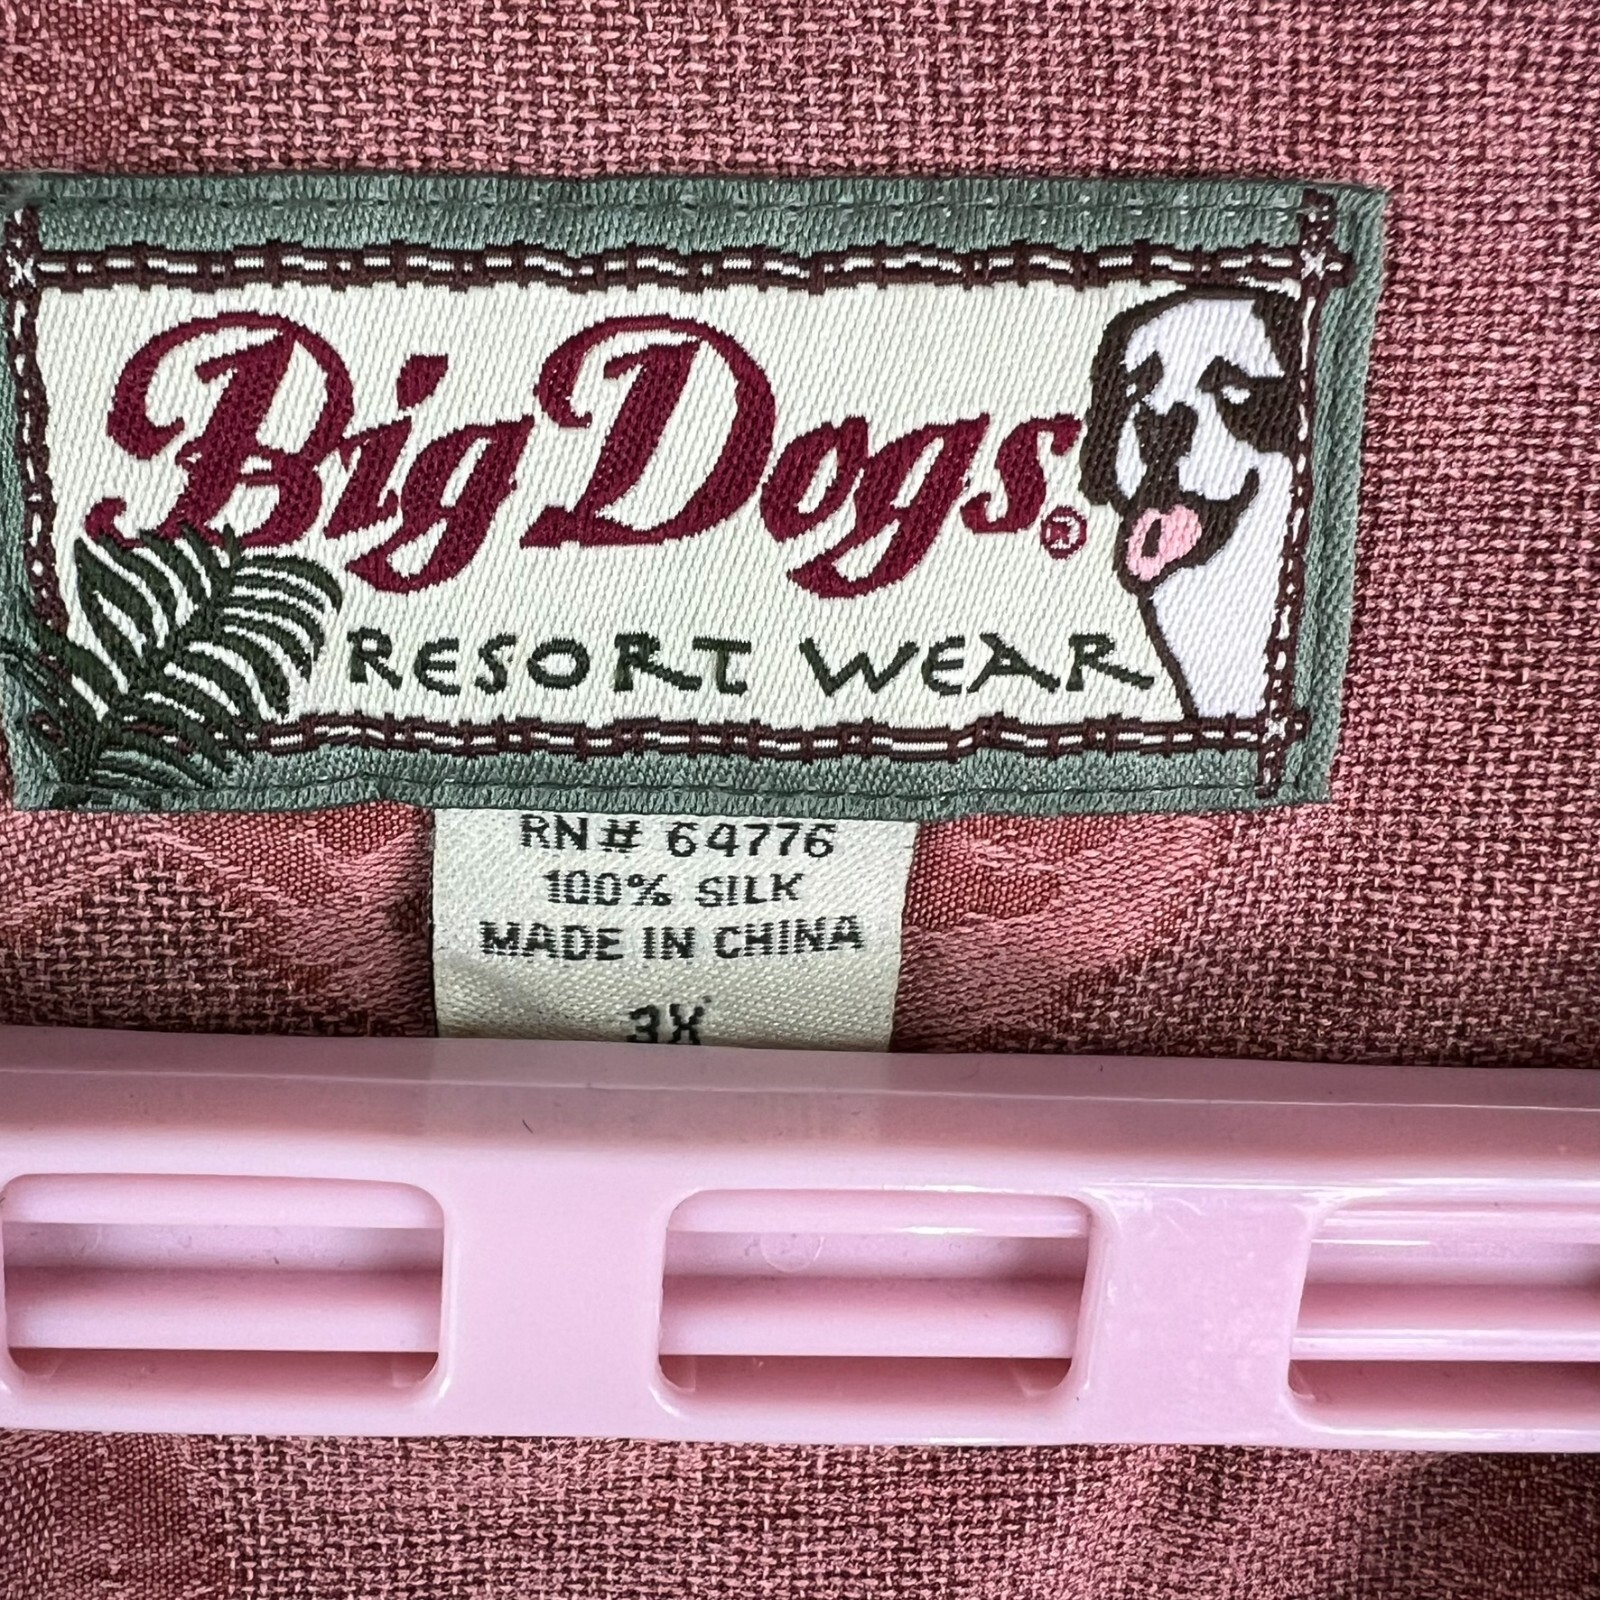 Big Dogs®
RESORT WEAR
RN# 64776
100% SILK
MADE IN CHINA
3X